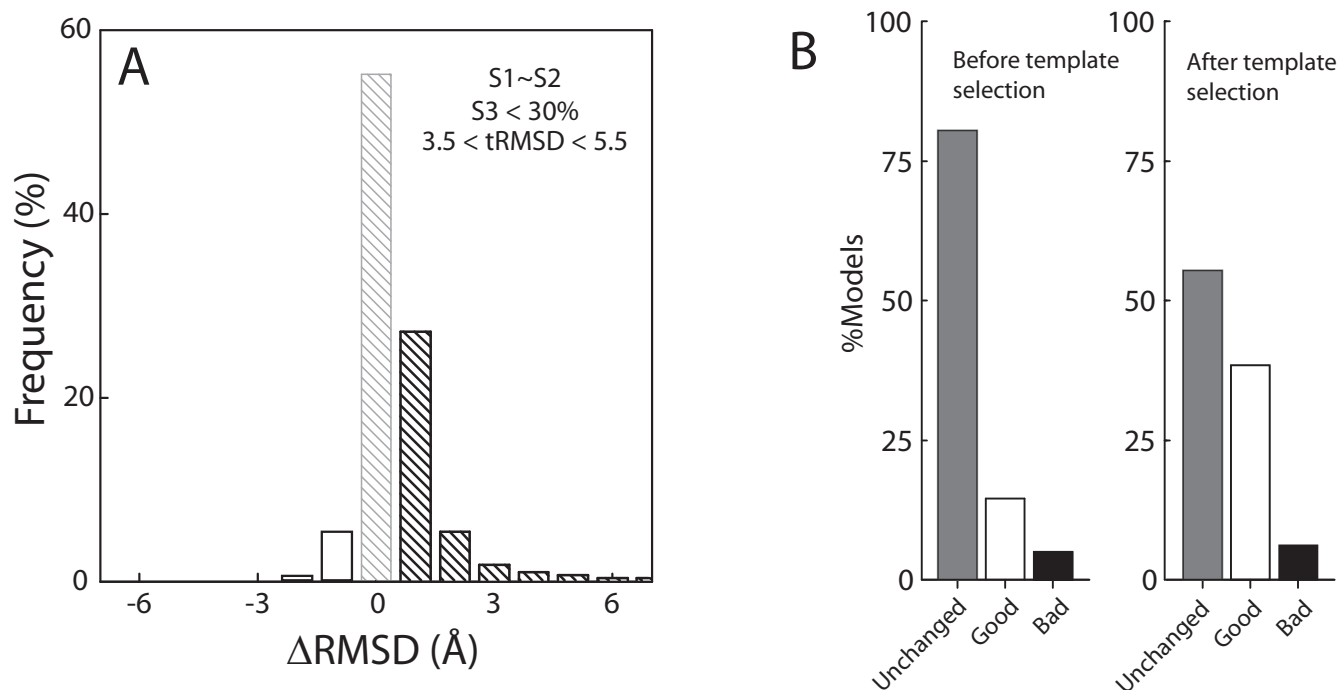 A
S1~S2
S3 < 30%
3.5 < tRMSD < 5.5
Frequency (%)
60
40
20
0
-6
-3
0
3
6
ΔRMSD (Å)
B
%Models
100
75
50
25
0
Before template
selection
Unchanged
Good
Bad
100
75
50
25
0
After template
selection
Unchanged
Good
Bad